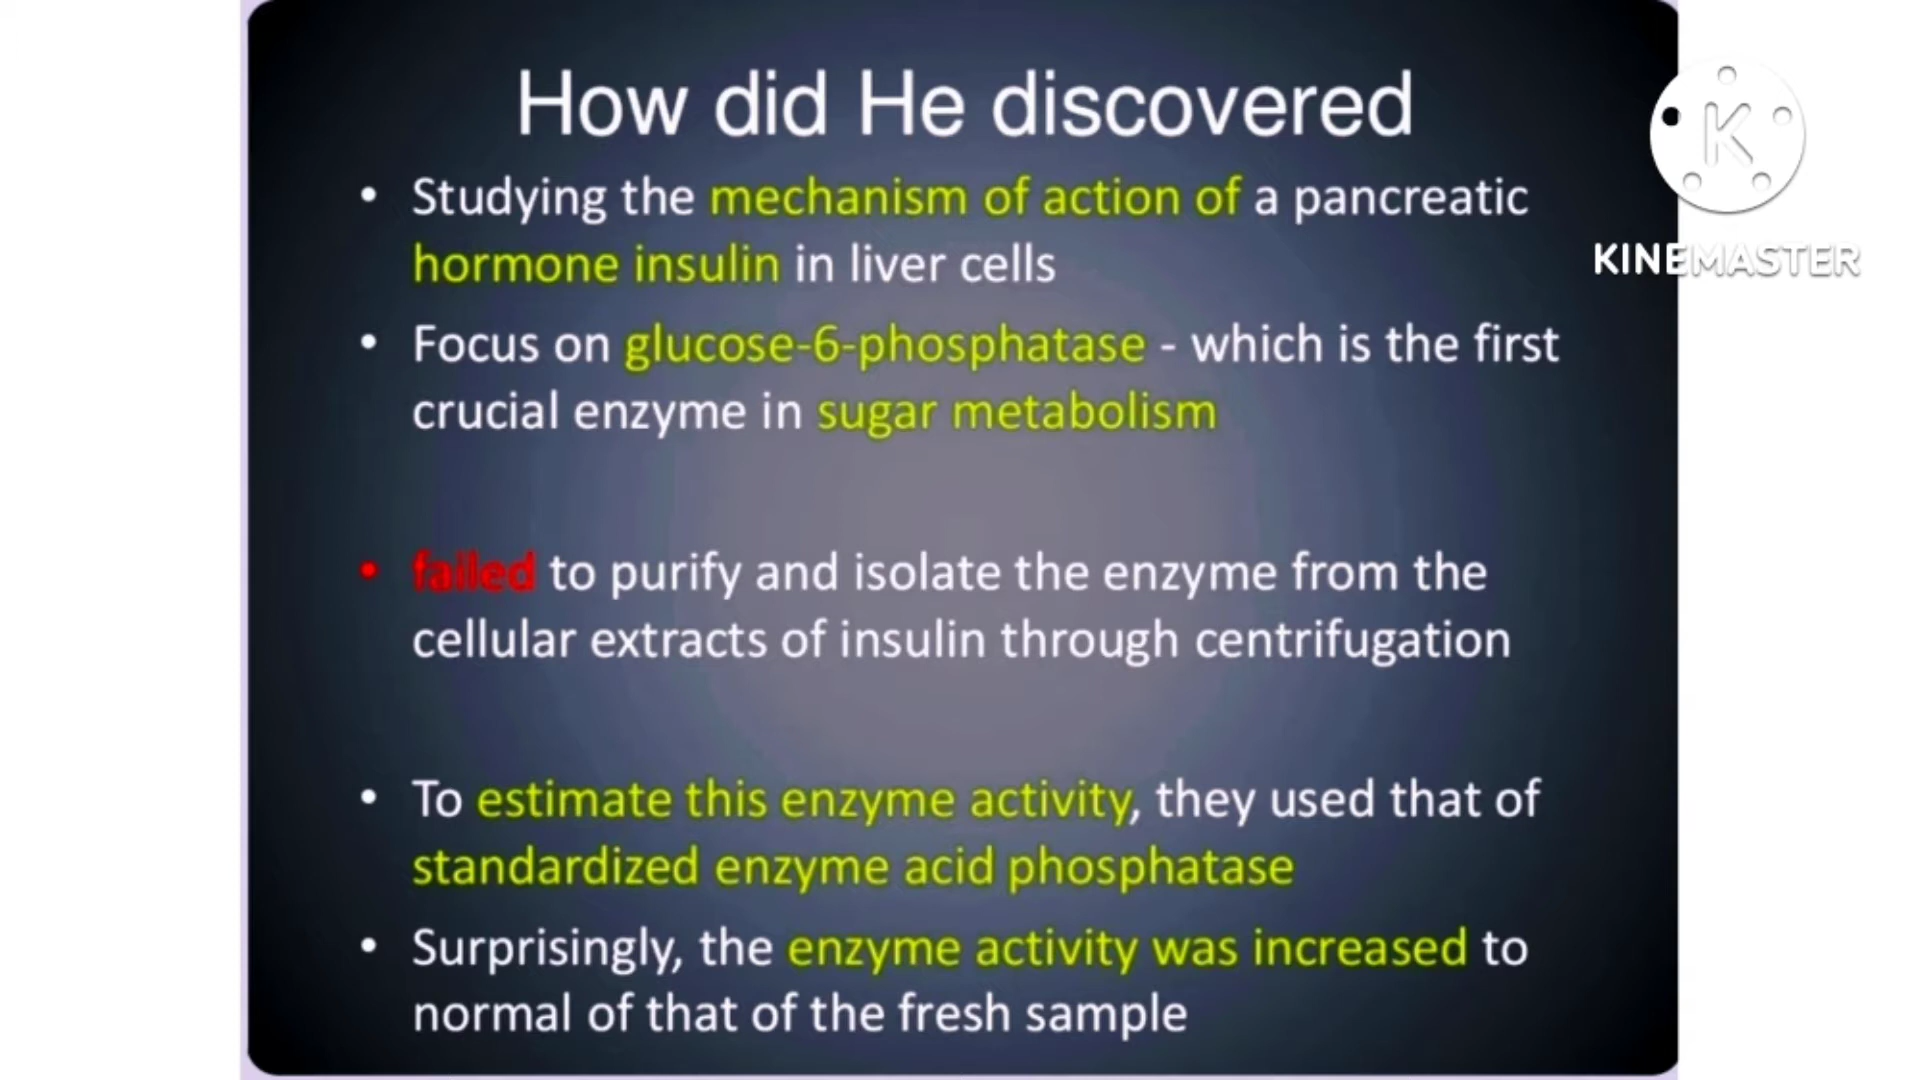 How did He discovered
• Studying the mechanism of action of a pancreatic
hormone insulin in liver cells
• Focus on glucose-6-phosphatase - which is the first
crucial enzyme in sugar metabolism
• failed to purify and isolate the enzyme from the
cellular extracts of insulin through centrifugation
• To estimate this enzyme activity, they used that of
standardized enzyme acid phosphatase
• Surprisingly, the enzyme activity was increased to
normal of that of the fresh sample
K
KINEMASTER